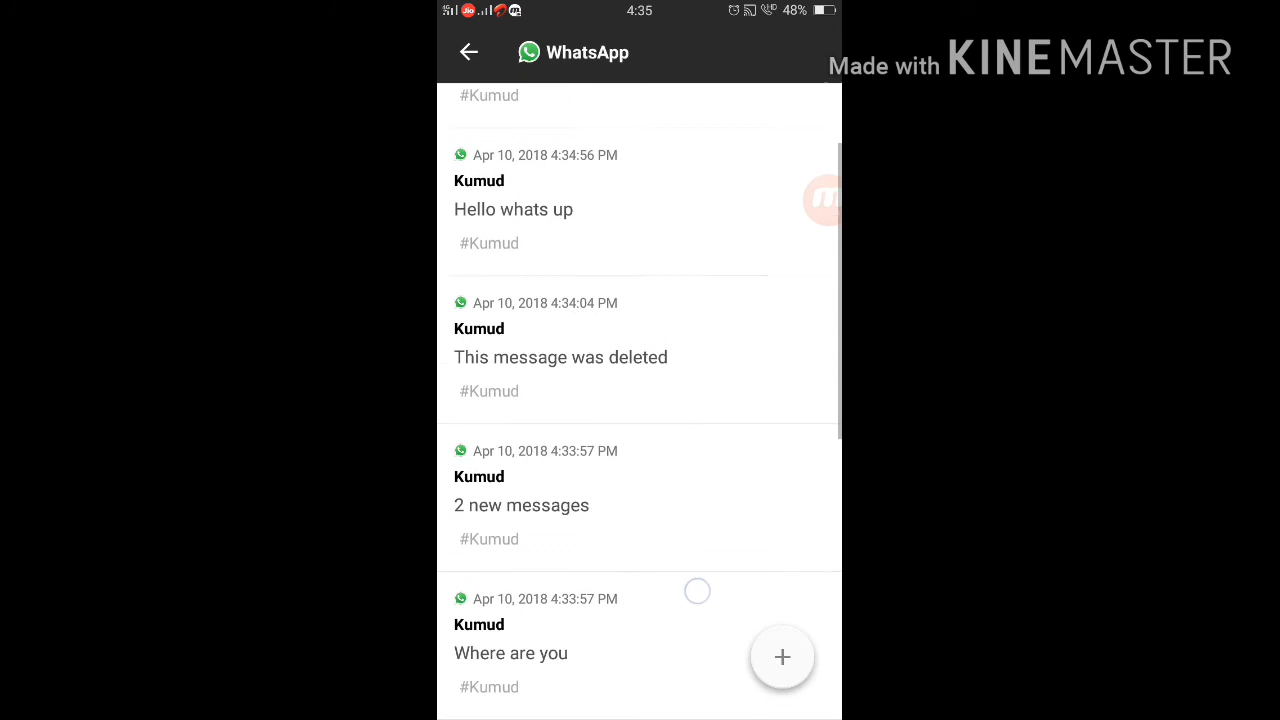 4G Jio
4:35
48%
WhatsApp
Made with KINEMASTER
#Kumud
Apr 10, 2018 4:34:56 PM
Kumud
Hello whats up
#Kumud
Apr 10, 2018 4:34:04 PM
Kumud
This message was deleted
#Kumud
Apr 10, 2018 4:33:57 PM
Kumud
2 new messages
#Kumud
Apr 10, 2018 4:33:57 PM
Kumud
Where are you
#Kumud